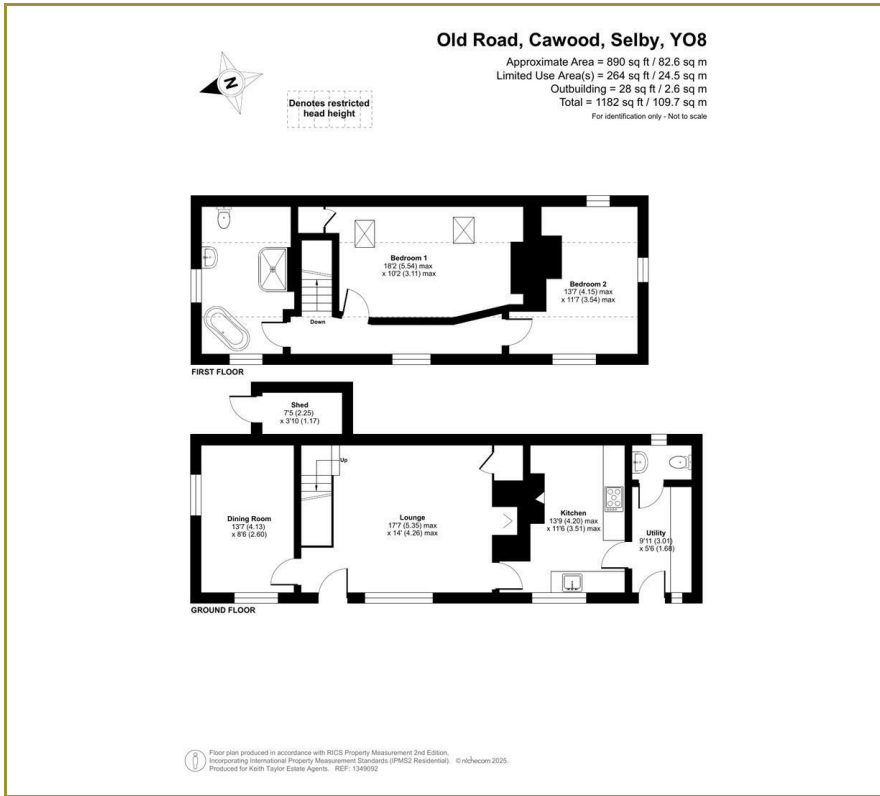 Old Road, Cawood, Selby, YO8
Approximate Area = 890 sq ft / 82.6 sq m
Limited Use Area(s) = 264 sq ft / 24.5 sq m
Outbuilding = 28 sq ft / 2.6 sq m
Total = 1182 sq ft / 109.7 sq m
For identification only - Not to scale
N
Denotes restricted
head height
Bedroom 1
18'2 (5.54) max
x 10'2 (3.11) max
Bedroom 2
13'7 (4.15) max
x 11'7 (3.54) max
Down
FIRST FLOOR
Shed
7'5 (2.25)
x 3'10 (1.17)
Up
Dining Room
13'7 (4.13)
x 8'6 (2.60)
Lounge
17'7 (5.35) max
x 14' (4.26) max
Kitchen
13'9 (4.20) max
x 11'6 (3.51) max
Utility
9'11 (3.01)
x 5'6 (1.68)
GROUND FLOOR
Floor plan produced in accordance with RICS Property Measurement 2nd Edition,
Incorporating International Property Measurement Standards (IPMS2 Residential). © nichecom 2025.
Produced for Keith Taylor Estate Agents. REF: 1349092